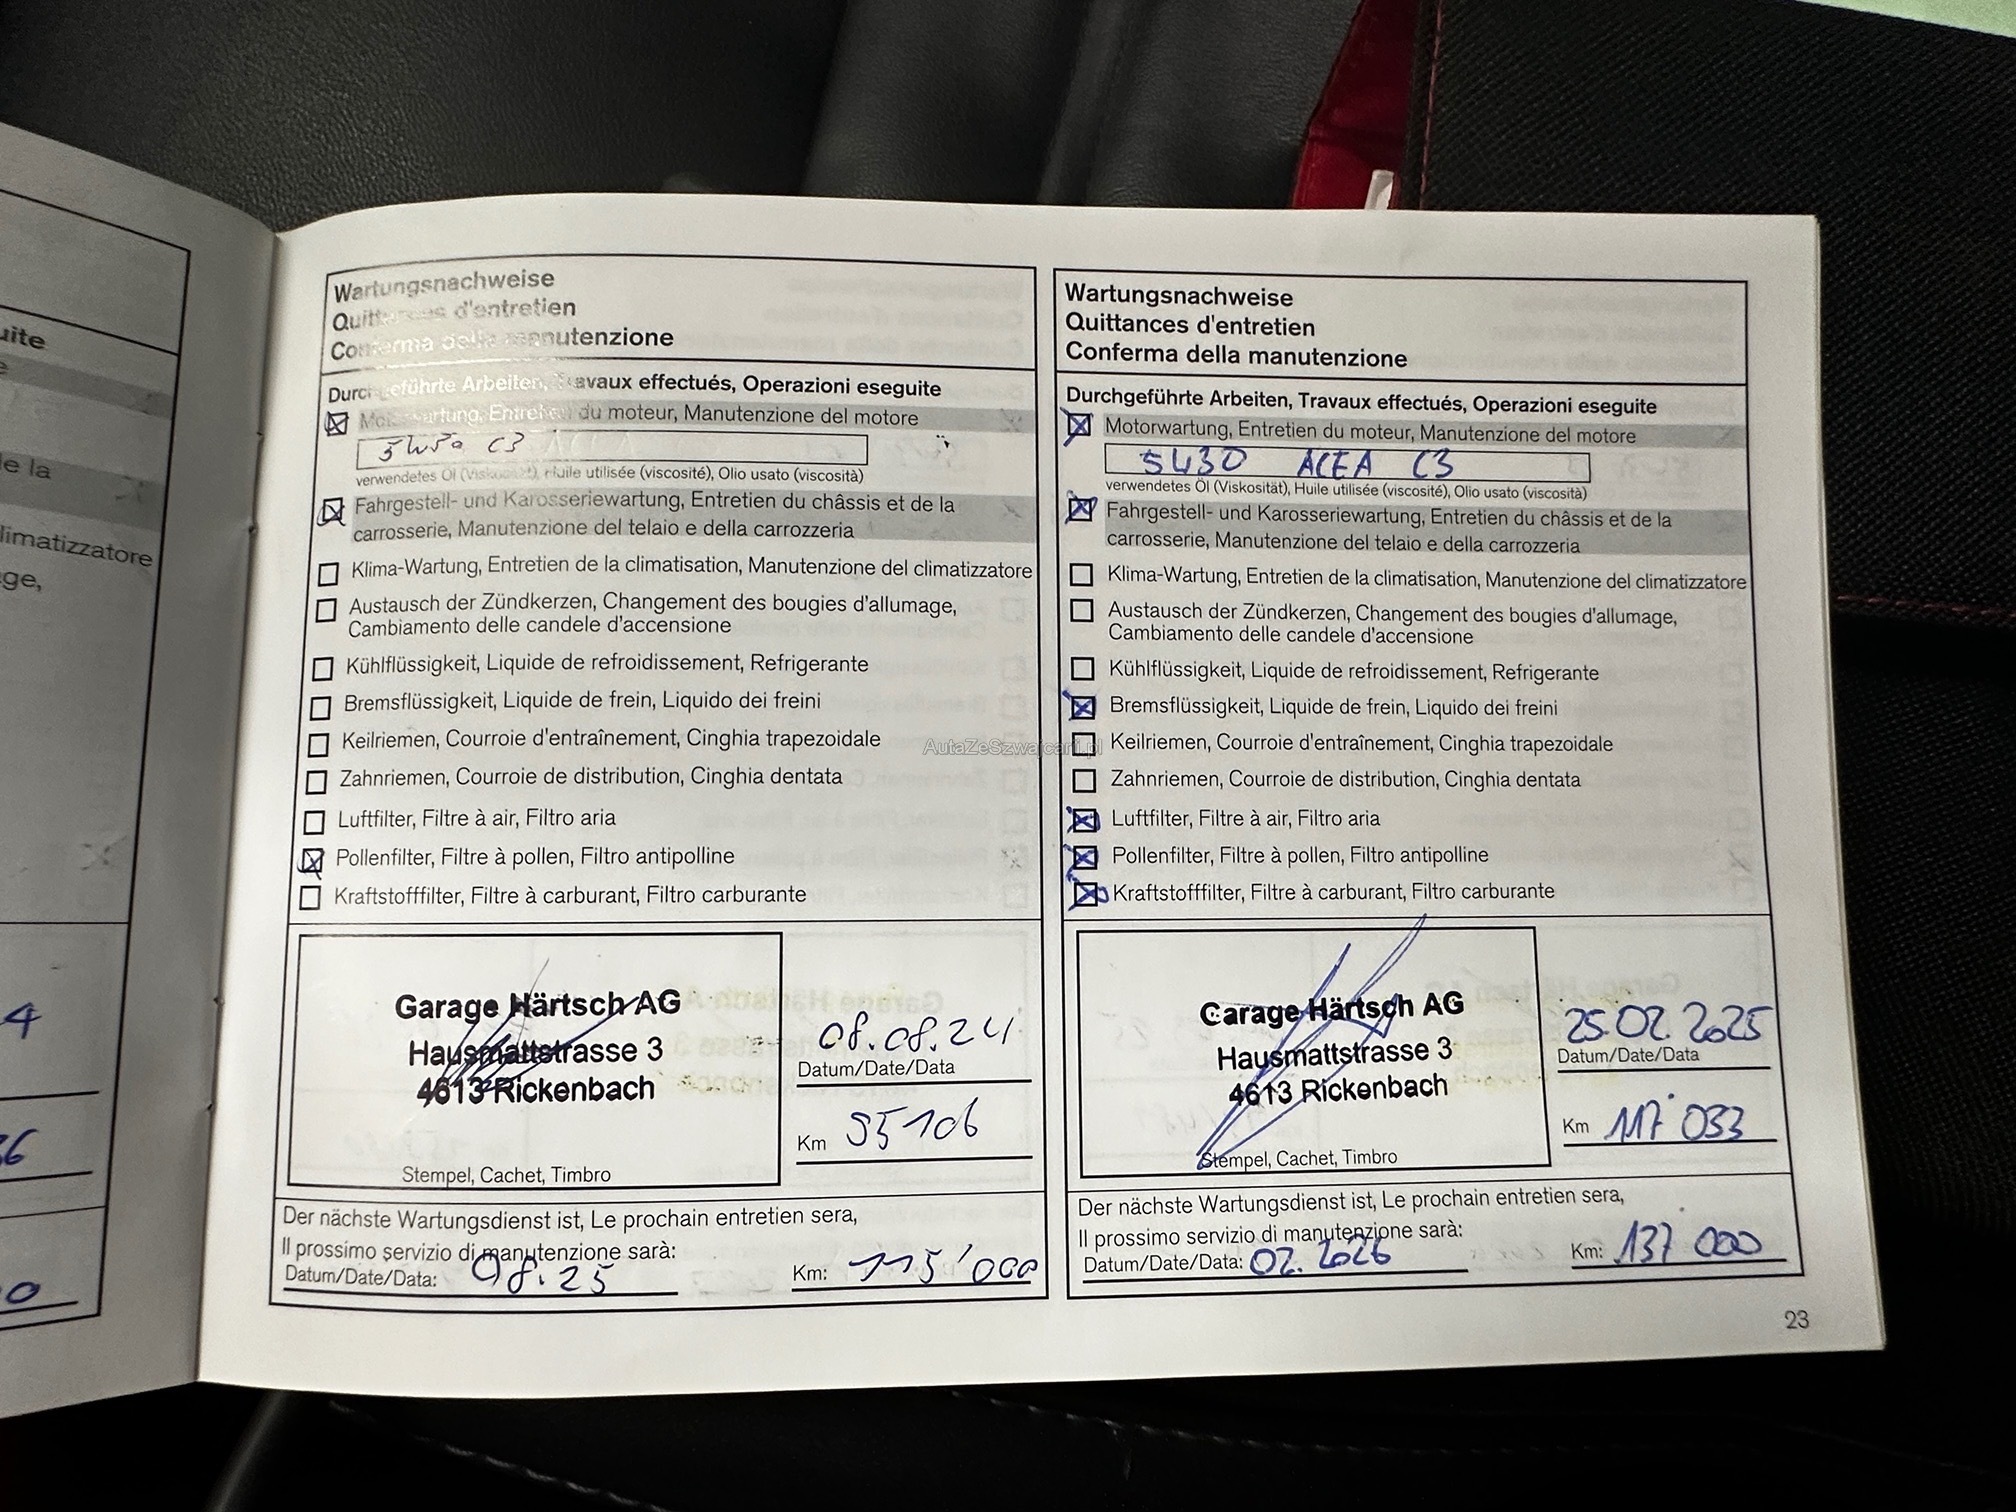 uite
e la
limatizzatore
ge,
4
36
0
Wartungsnachweise
Quittances d'entretien
Conferma della manutenzione
Durchgeführte Arbeiten, Travaux effectués, Operazioni eseguite
Motorwartung, Entretien du moteur, Manutenzione del motore
5W30 C3
verwendetes Öl (Viskosität), Huile utilisée (viscosité), Olio usato (viscosità)
Fahrgestell- und Karosseriewartung, Entretien du châssis et de la
carrosserie, Manutenzione del telaio e della carrozzeria
Klima-Wartung, Entretien de la climatisation, Manutenzione del climatizzatore
Austausch der Zündkerzen, Changement des bougies d'allumage,
Cambiamento delle candele d'accensione
Kühlflüssigkeit, Liquide de refroidissement, Refrigerante
Bremsflüssigkeit, Liquide de frein, Liquido dei freini
Keilriemen, Courroie d'entraînement, Cinghia trapezoidale
Zahnriemen, Courroie de distribution, Cinghia dentata
Luftfilter, Filtre à air, Filtro aria
Pollenfilter, Filtre à pollen, Filtro antipolline
Kraftstofffilter, Filtre à carburant, Filtro carburante
Garage Härtsch AG
Hausmattstrasse 3
4613 Rickenbach
Stempel, Cachet, Timbro
08.08.24
Datum/Date/Data
Km 95106
Der nächste Wartungsdienst ist, Le prochain entretien sera,
Il prossimo servizio di manutenzione sarà:
Datum/Date/Data: 08.25 Km: 115'000
Wartungsnachweise
Quittances d'entretien
Conferma della manutenzione
Durchgeführte Arbeiten, Travaux effectués, Operazioni eseguite
Motorwartung, Entretien du moteur, Manutenzione del motore
5W30 ACEA C3
verwendetes Öl (Viskosität), Huile utilisée (viscosité), Olio usato (viscosità)
Fahrgestell- und Karosseriewartung, Entretien du châssis et de la
carrosserie, Manutenzione del telaio e della carrozzeria
Klima-Wartung, Entretien de la climatisation, Manutenzione del climatizzatore
Austausch der Zündkerzen, Changement des bougies d'allumage,
Cambiamento delle candele d'accensione
Kühlflüssigkeit, Liquide de refroidissement, Refrigerante
Bremsflüssigkeit, Liquide de frein, Liquido dei freini
Keilriemen, Courroie d'entraînement, Cinghia trapezoidale
Zahnriemen, Courroie de distribution, Cinghia dentata
Luftfilter, Filtre à air, Filtro aria
Pollenfilter, Filtre à pollen, Filtro antipolline
Kraftstofffilter, Filtre à carburant, Filtro carburante
Garage Härtsch AG
Hausmattstrasse 3
4613 Rickenbach
Stempel, Cachet, Timbro
25.02.2025
Datum/Date/Data
Km 117'033
Der nächste Wartungsdienst ist, Le prochain entretien sera,
Il prossimo servizio di manutenzione sarà:
Datum/Date/Data: 02.2026 Km: 137'000
23
AutaZeSzwajcarii.pl